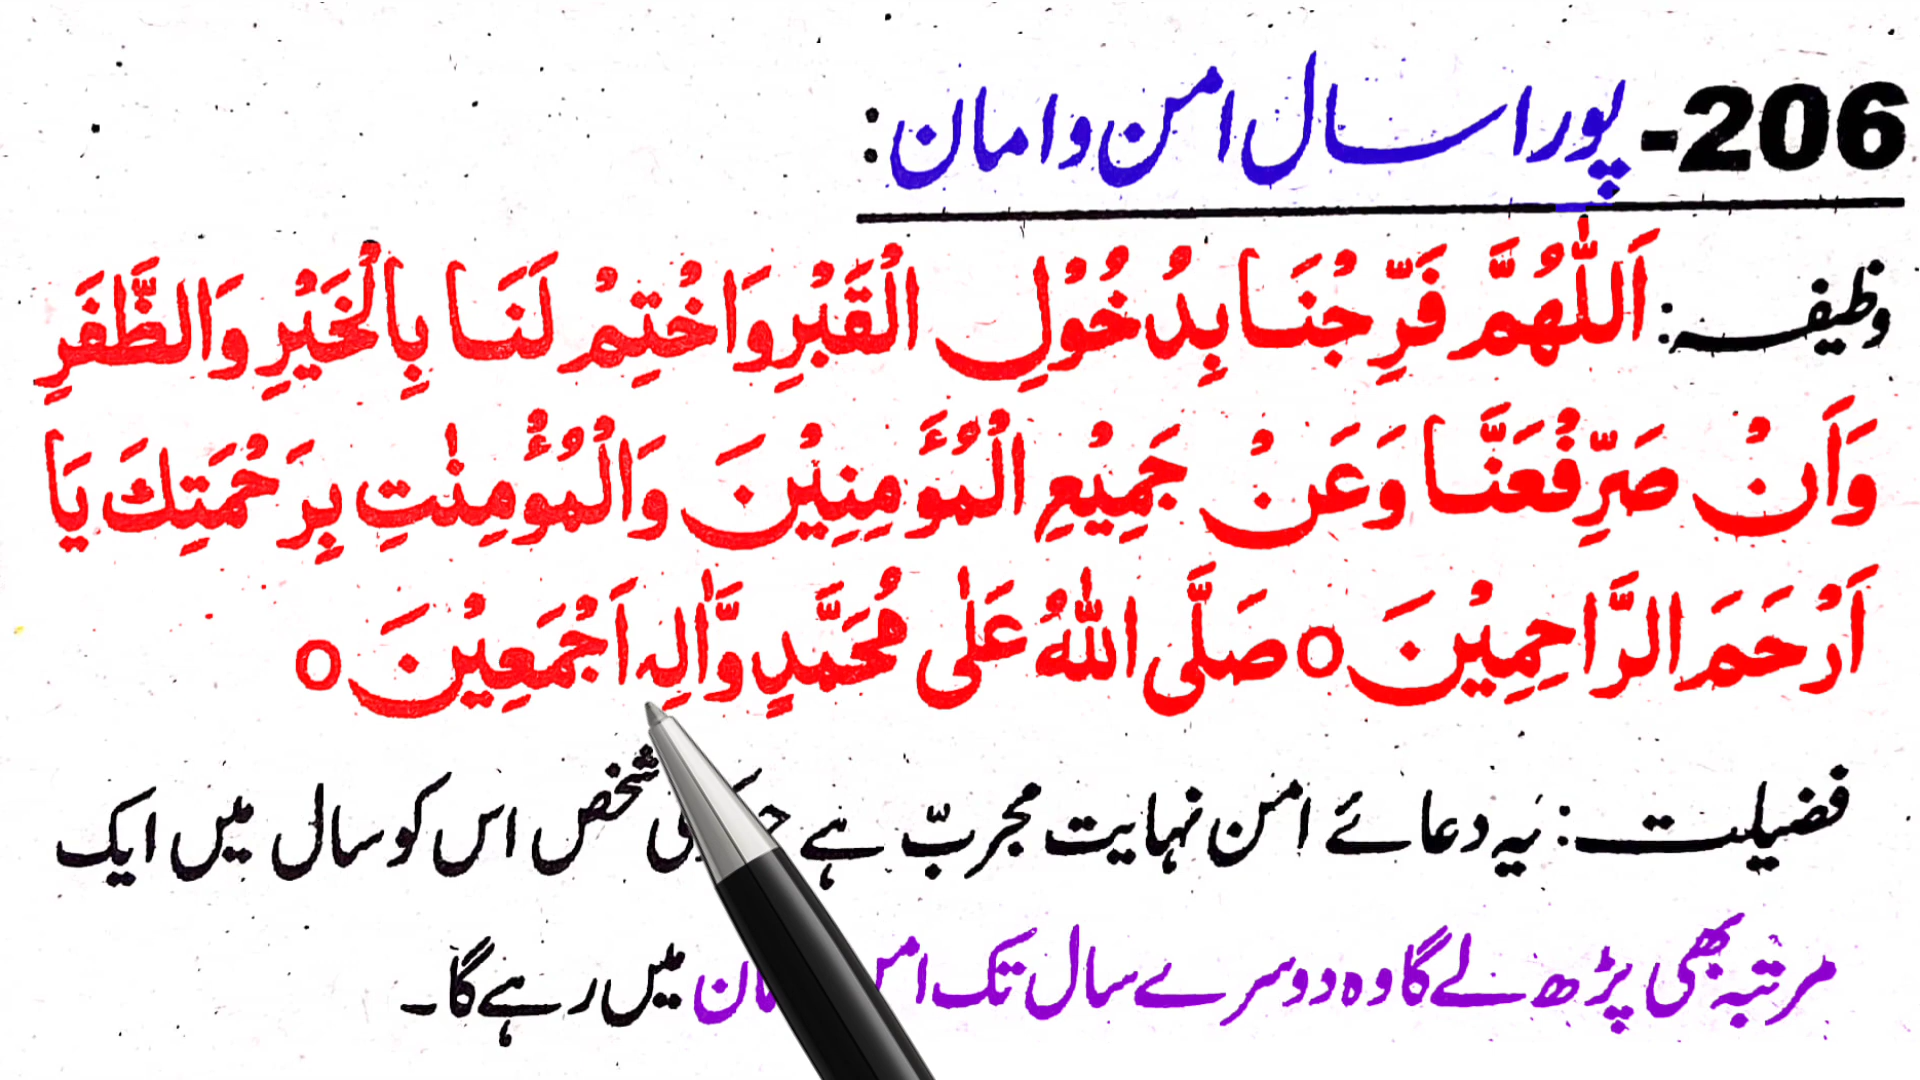 206- پورا سال امن و امان:
وظیفہ: اَللّٰهُمَّ فَرِّجْنَا بِدُخُوْلِ الْقَبْرِ وَاخْتِمْ لَنَا بِالْخَيْرِ وَالظَّفَرِ
وَاَنْ صَرِّفْعَنَّا وَعَنْ جَمِيْعِ الْمُؤَمِنِيْنَ وَالْمُؤْمِنٰتِ بِرَحْمَتِكَ يَا
اَرْحَمَ الرَّاحِمِيْنَ o صَلَّى اللّٰهُ عَلٰى مُحَمَّدٍ وَّاٰلِهٖ اَجْمَعِيْنَ o
فضیلت: یہ دعائے امن نہایت مجربّ ہے شخص اس کو سال میں ایک
مرتبہ بھی پڑھ لے گا وہ دوسرے سال تک میں رہے گا۔